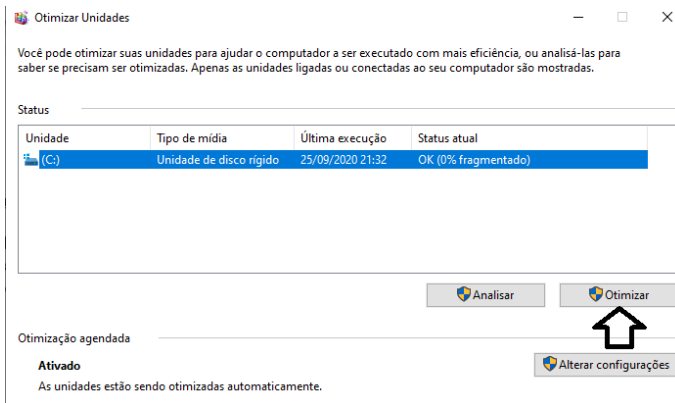 Otimizar Unidades
Você pode otimizar suas unidades para ajudar o computador a ser executado com mais eficiência, ou analisá-las para
saber se precisam ser otimizadas. Apenas as unidades ligadas ou conectadas ao seu computador são mostradas.
Status
Unidade Tipo de mídia Última execução Status atual
(C:) Unidade de disco rígido 25/09/2020 21:32 OK (0% fragmentado)
Analisar Otimizar
Otimização agendada
Ativado Alterar configurações
As unidades estão sendo otimizadas automaticamente.